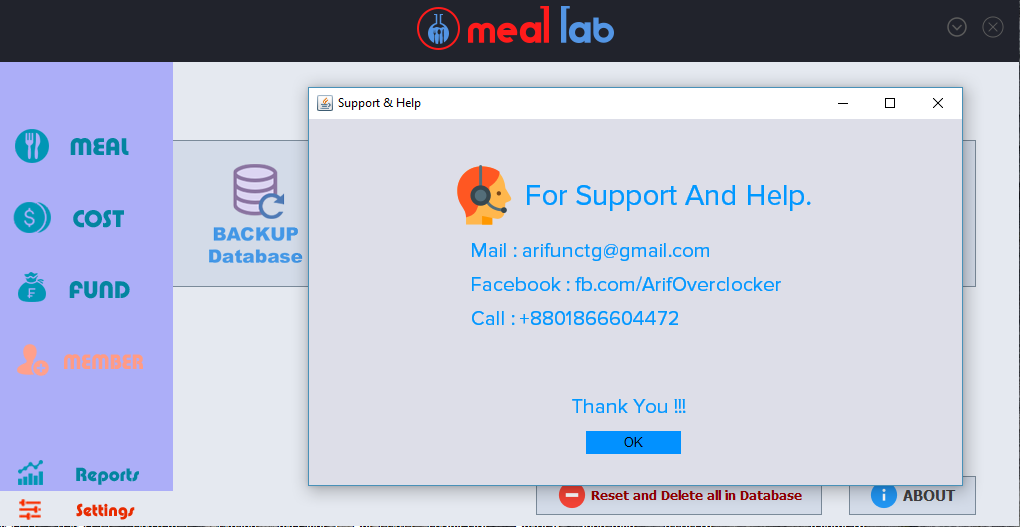 meal lab
Support & Help
MEAL
COST
FUND
MEMBER
Reports
Settings
BACKUP
Database
For Support And Help.
Mail : arifunctg@gmail.com
Facebook : fb.com/ArifOverclocker
Call : +8801866604472
Thank You !!!
OK
Reset and Delete all in Database
ABOUT